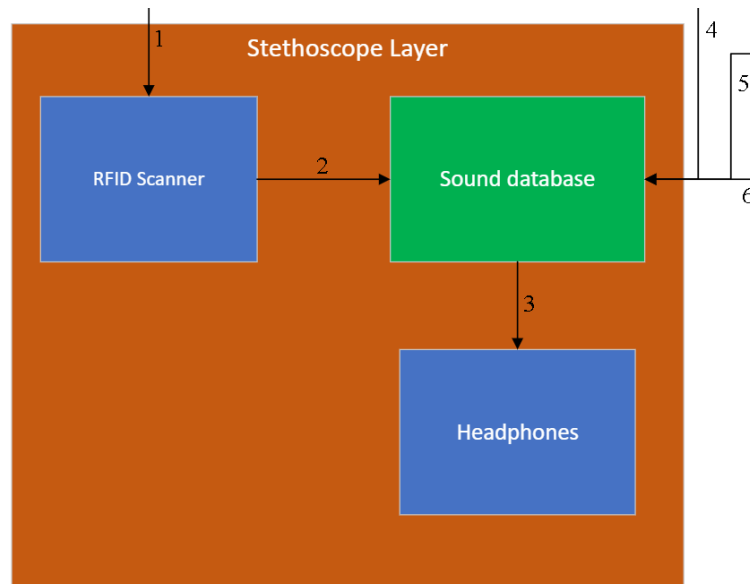 1
Stethoscope Layer
4
5
RFID Scanner
2
Sound database
6
3
Headphones